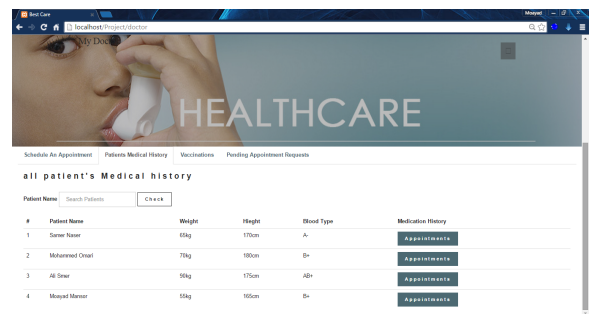 Best Care
Moayad
localhost/Project/doctor
My Doc
HEALTHCARE
Schedule An Appointment Patients Medical History Vaccinations Pending Appointment Requests
all patient's Medical history
Patient Name Search Patients Check
# Patient Name Weight Hieght Blood Type Medication History
1 Samer Naser 65kg 170cm A- Appointments
2 Mohammed Omari 70kg 180cm B+ Appointments
3 Ali Smer 90kg 175cm AB+ Appointments
4 Moayad Mansor 55kg 165cm B+ Appointments